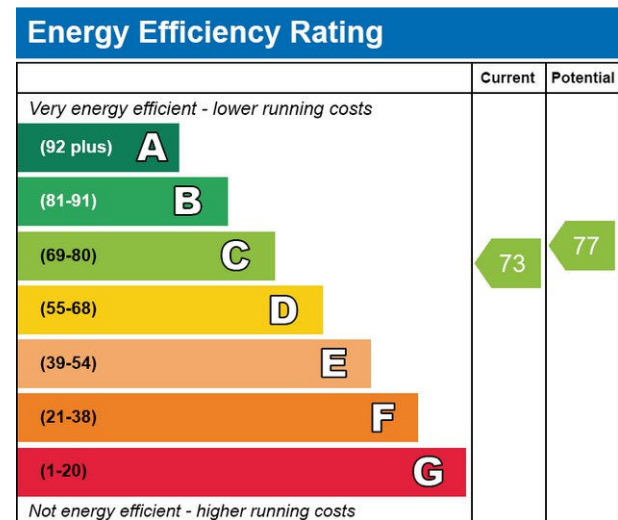 Energy Efficiency Rating
Current Potential
Very energy efficient - lower running costs
(92 plus) A
(81-91) B
(69-80) C 73 77
(55-68) D
(39-54) E
(21-38) F
(1-20) G
Not energy efficient - higher running costs